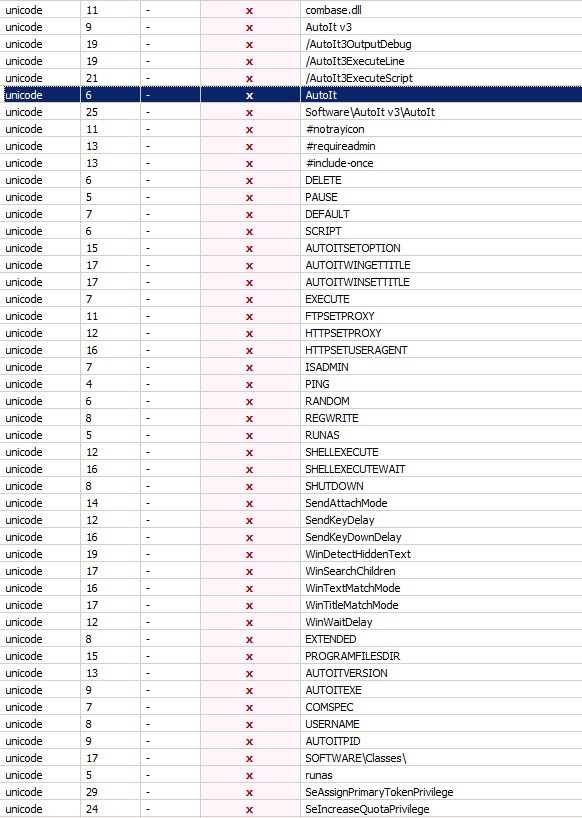 unicode 11 - x combase.dll
unicode 9 - x AutoIt v3
unicode 19 - x /AutoIt3OutputDebug
unicode 19 - x /AutoIt3ExecuteLine
unicode 21 - x /AutoIt3ExecuteScript
unicode 6 - x AutoIt
unicode 25 - x Software\AutoIt v3\AutoIt
unicode 11 - x #notrayicon
unicode 13 - x #requireadmin
unicode 13 - x #include-once
unicode 6 - x DELETE
unicode 5 - x PAUSE
unicode 7 - x DEFAULT
unicode 6 - x SCRIPT
unicode 15 - x AUTOITSETOPTION
unicode 17 - x AUTOITWINGETTITLE
unicode 17 - x AUTOITWINSETTITLE
unicode 7 - x EXECUTE
unicode 11 - x FTPSETPROXY
unicode 12 - x HTTPSETPROXY
unicode 16 - x HTTPSETUSERAGENT
unicode 7 - x ISADMIN
unicode 4 - x PING
unicode 6 - x RANDOM
unicode 8 - x REGWRITE
unicode 5 - x RUNAS
unicode 12 - x SHELLEXECUTE
unicode 16 - x SHELLEXECUTEWAIT
unicode 8 - x SHUTDOWN
unicode 14 - x SendAttachMode
unicode 12 - x SendKeyDelay
unicode 16 - x SendKeyDownDelay
unicode 19 - x WinDetectHiddenText
unicode 17 - x WinSearchChildren
unicode 16 - x WinTextMatchMode
unicode 17 - x WinTitleMatchMode
unicode 12 - x WinWaitDelay
unicode 8 - x EXTENDED
unicode 15 - x PROGRAMFILESDIR
unicode 13 - x AUTOITVERSION
unicode 9 - x AUTOITEXE
unicode 7 - x COMSPEC
unicode 8 - x USERNAME
unicode 9 - x AUTOITPID
unicode 17 - x SOFTWARE\Classes\
unicode 5 - x runas
unicode 29 - x SeAssignPrimaryTokenPrivilege
unicode 24 - x SeIncreaseQuotaPrivilege